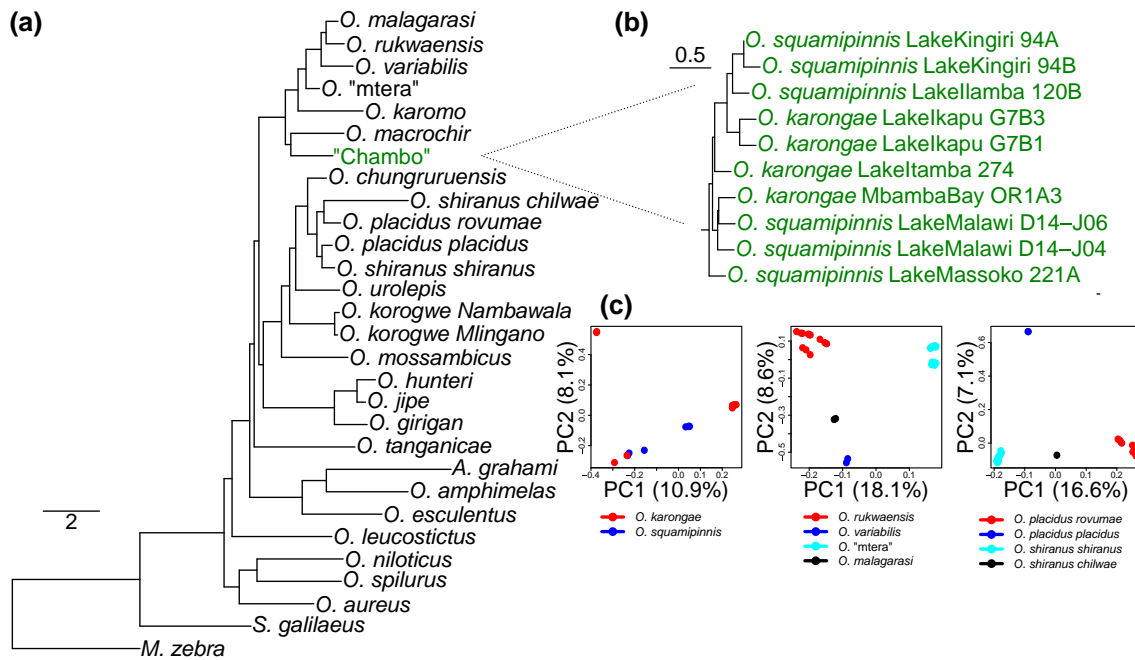 (a)
O. malagarasi
O. rukwaensis
O. variabilis
O. "mtera"
O. karomo
O. macrochir
"Chambo"
O. chungruruensis
O. shiranus chilwae
O. placidus rovumae
O. placidus placidus
O. shiranus shiranus
O. urolepis
O. korogwe Nambawala
O. korogwe Mlingano
O. mossambicus
O. hunteri
O. jipe
O. girigan
O. tanganicae
A. grahami
O. amphimelas
O. esculentus
O. leucostictus
O. niloticus
O. spilurus
O. aureus
S. galilaeus
M. zebra
2
(b)
0.5
O. squamipinnis LakeKingiri 94A
O. squamipinnis LakeKingiri 94B
O. squamipinnis LakeIlamba 120B
O. karongae LakeIkapu G7B3
O. karongae LakeIkapu G7B1
O. karongae LakeItamba 274
O. karongae MbambaBay OR1A3
O. squamipinnis LakeMalawi D14–J06
O. squamipinnis LakeMalawi D14–J04
O. squamipinnis LakeMassoko 221A
(c)
PC2 (8.1%)
0.4
0.2
0.0
−0.2
−0.4 −0.2 0.0 0.2
PC1 (10.9%)
O. karongae
O. squamipinnis
PC2 (8.6%)
0.1
−0.1
−0.3
−0.5
−0.2 −0.1 0.0 0.1
PC1 (18.1%)
O. rukwaensis
O. variabilis
O. "mtera"
O. malagarasi
PC2 (7.1%)
0.6
0.4
0.2
0.0
−0.2 −0.1 0.0 0.1 0.2
PC1 (16.6%)
O. placidus rovumae
O. placidus placidus
O. shiranus shiranus
O. shiranus chilwae